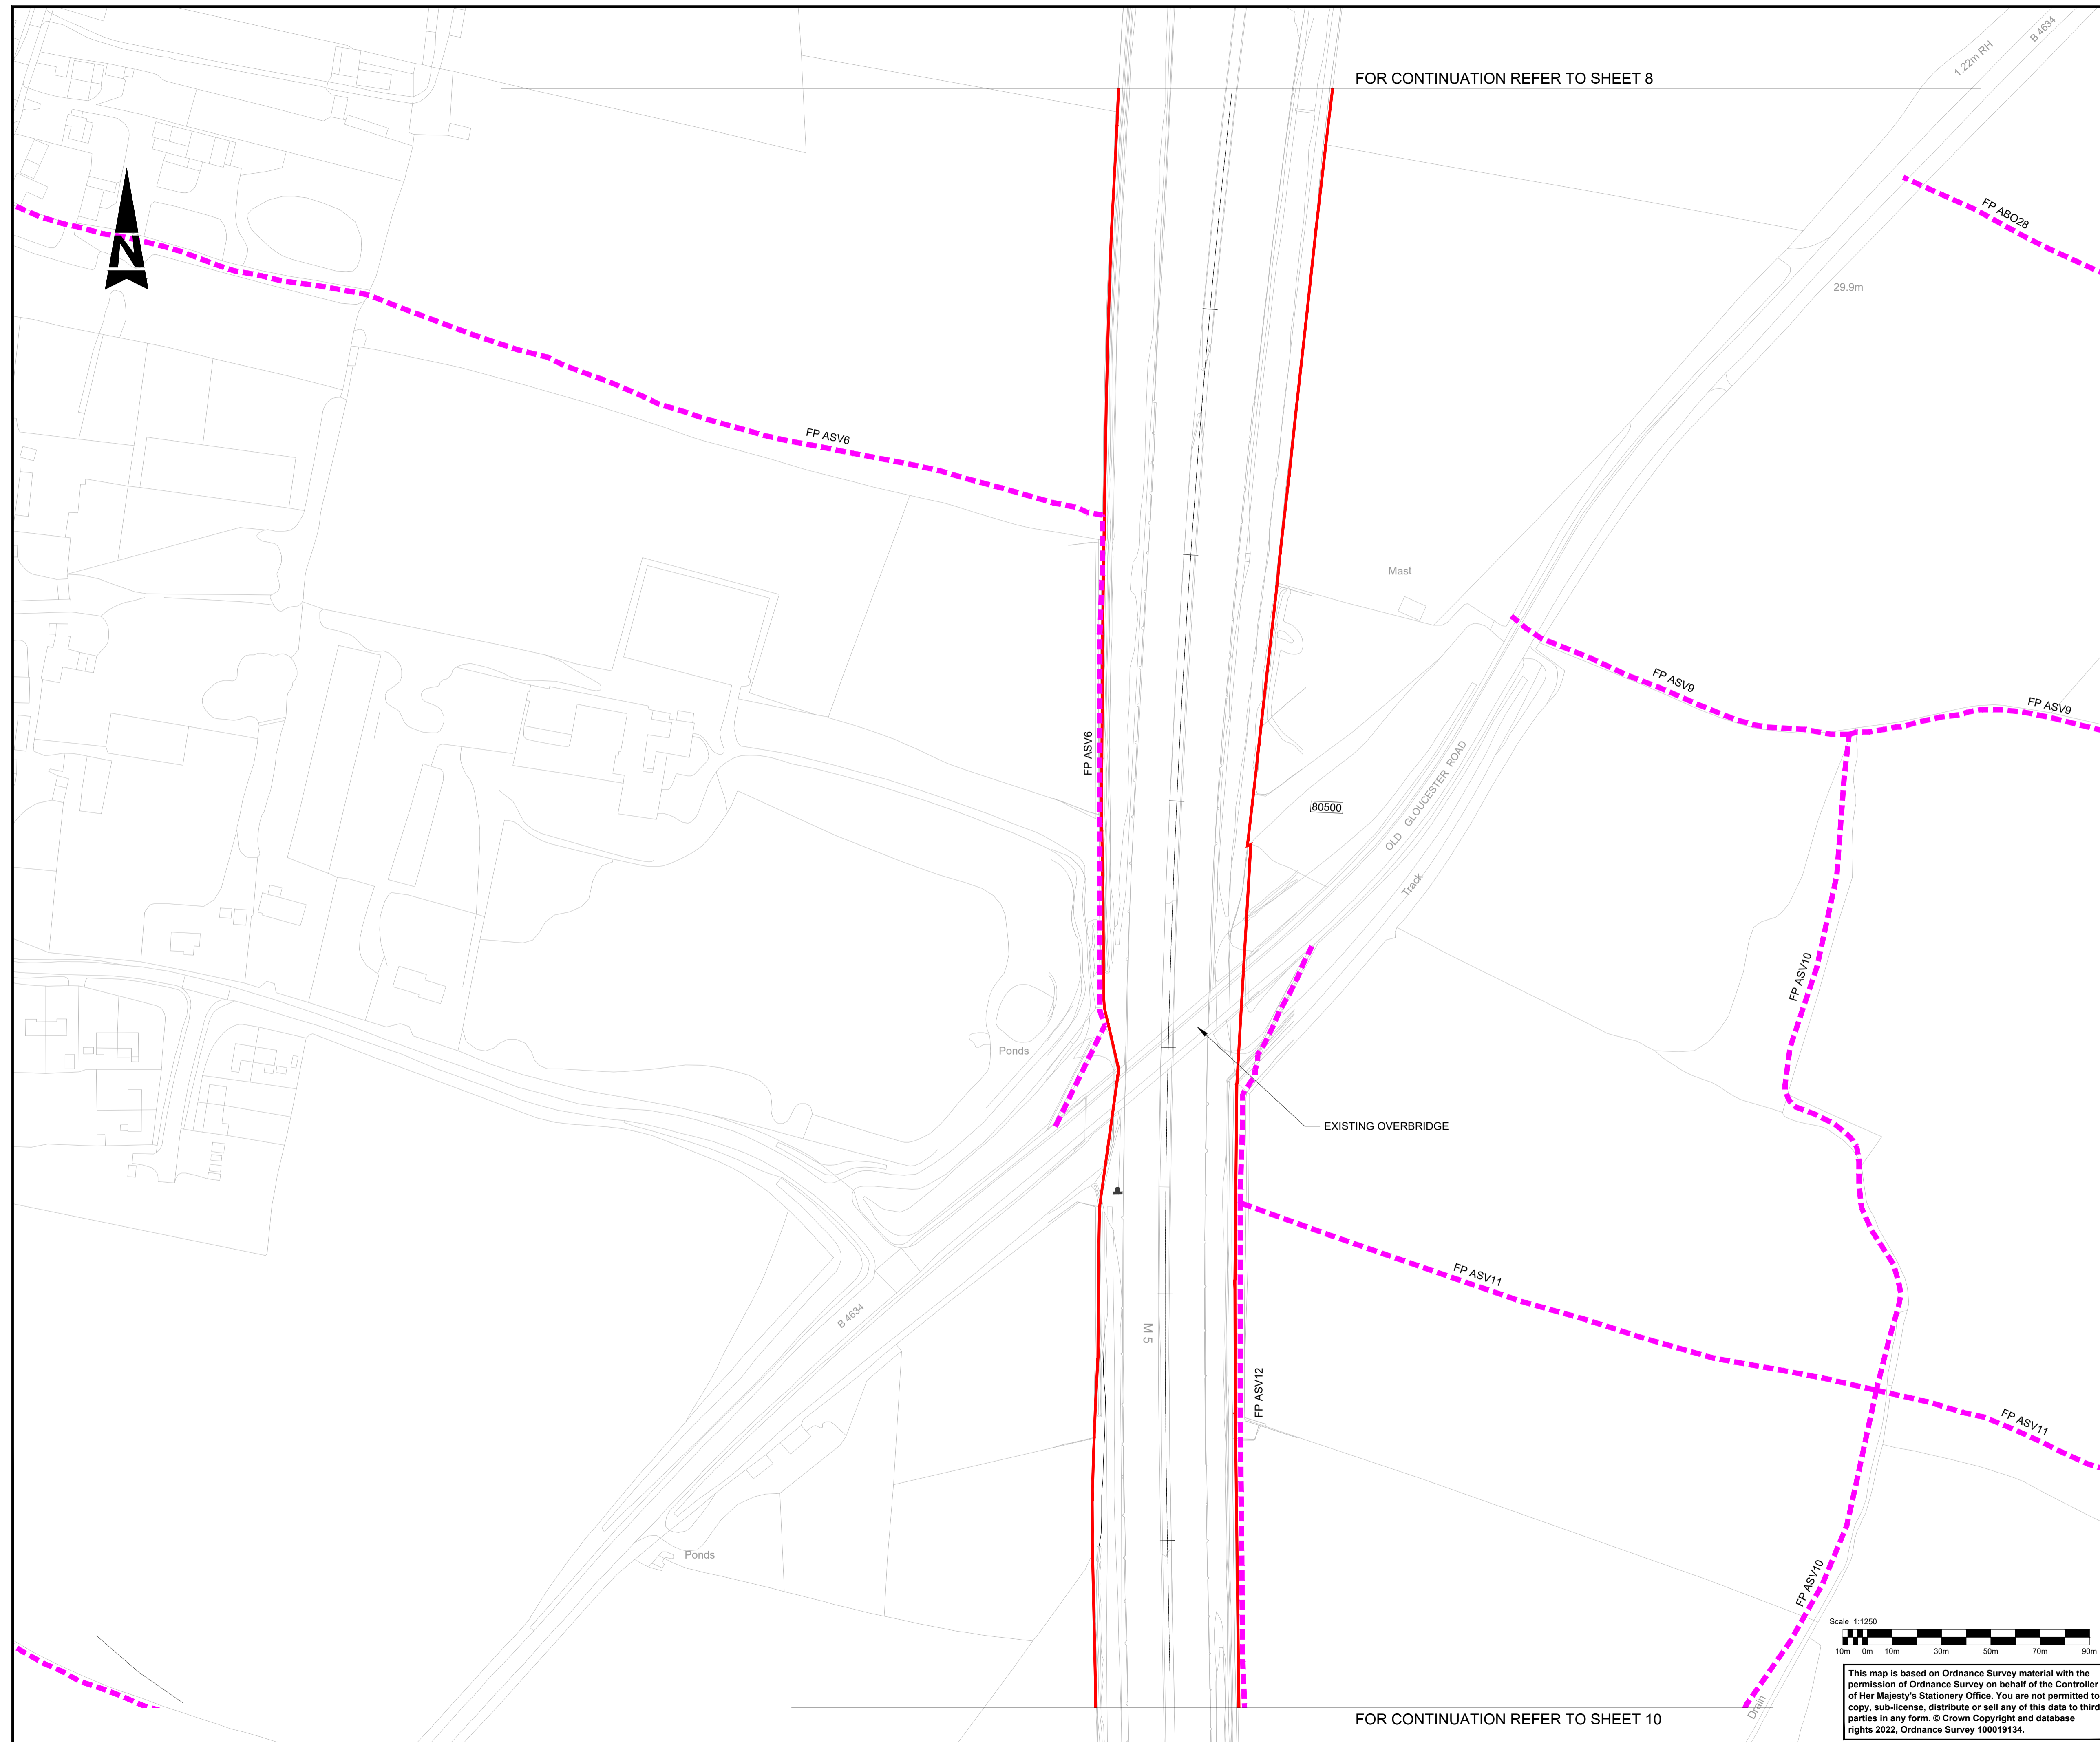 FOR CONTINUATION REFER TO SHEET 8
B 4634
1.22m RH
FP ABO28
N
29.9m
FP ASV6
Mast
FP ASV9
FP ASV9
FP ASV6
OLD GLOUCESTER ROAD
80500
Track
FP ASV10
Ponds
EXISTING OVERBRIDGE
FP ASV11
B 4634
M 5
FP ASV12
FP ASV11
Ponds
FP ASV10
Scale 1:1250
10m 0m 10m 30m 50m 70m 90m
Drain
This map is based on Ordnance Survey material with the
permission of Ordnance Survey on behalf of the Controller
of Her Majesty's Stationery Office. You are not permitted to
copy, sub-license, distribute or sell any of this data to third
parties in any form. © Crown Copyright and database
rights 2022, Ordnance Survey 100019134.
FOR CONTINUATION REFER TO SHEET 10